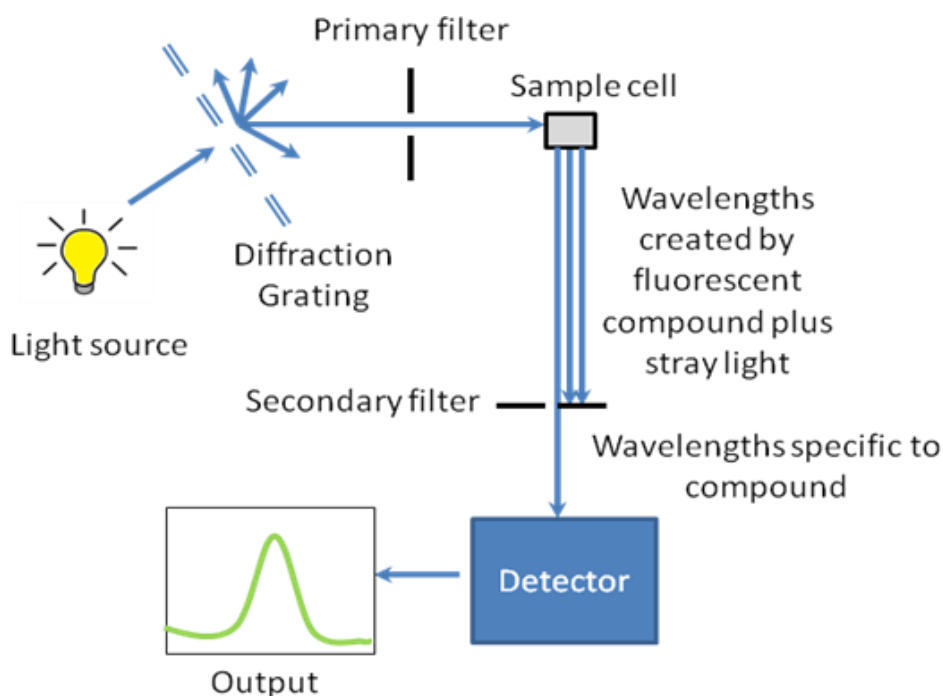 Primary filter
Sample cell
Diffraction
Grating
Light source
Wavelengths
created by
fluorescent
compound plus
stray light
Secondary filter
Wavelengths specific to
compound
Detector
Output